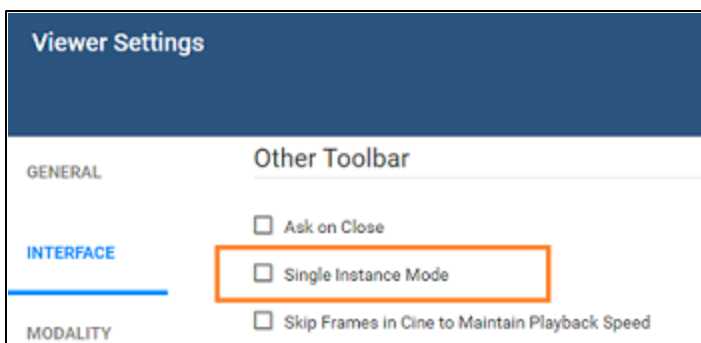 Viewer Settings
GENERAL
INTERFACE
MODALITY
Other Toolbar
Ask on Close
Single Instance Mode
Skip Frames in Cine to Maintain Playback Speed